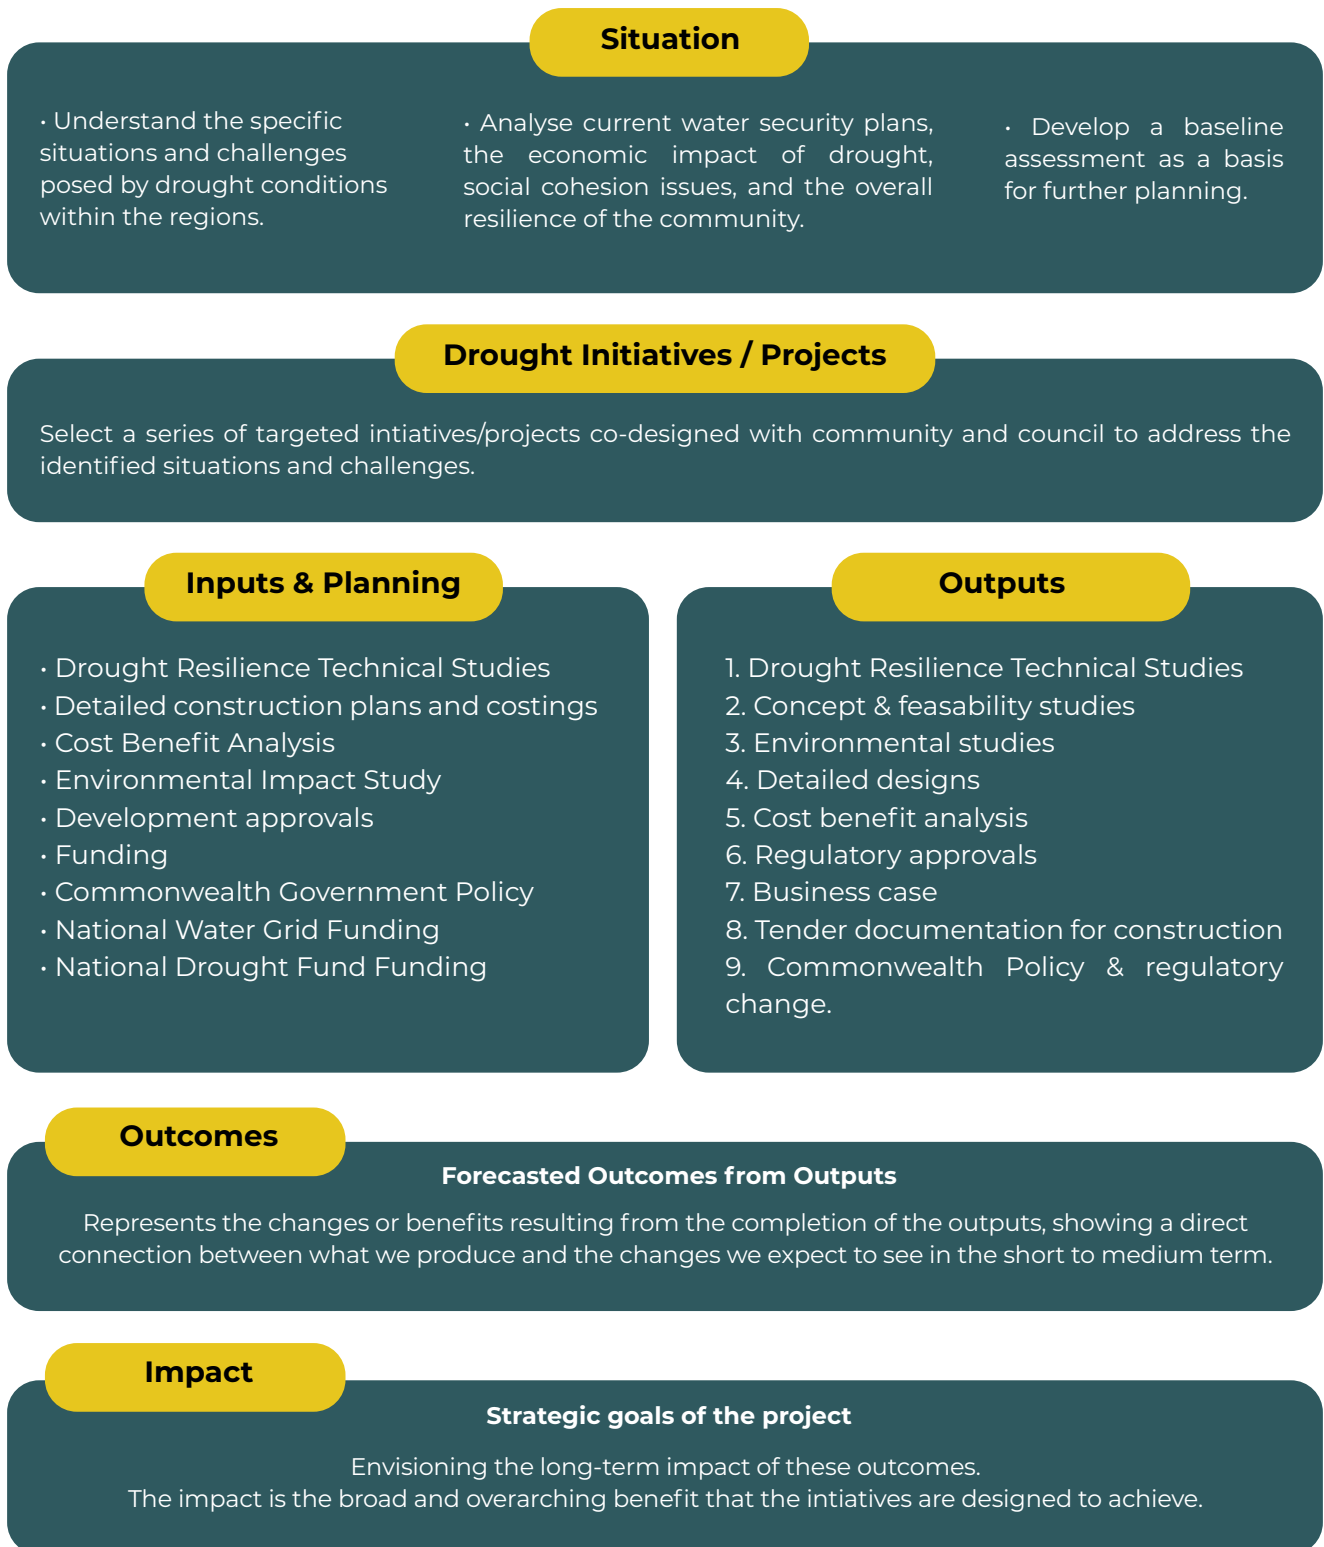 Situation
· Understand the specific
situations and challenges
posed by drought conditions
within the regions.
· Analyse current water security plans,
the economic impact of drought,
social cohesion issues, and the overall
resilience of the community.
· Develop a baseline
assessment as a basis
for further planning.
Drought Initiatives / Projects
Select a series of targeted intiatives/projects co-designed with community and council to address the
identified situations and challenges.
Inputs & Planning
· Drought Resilience Technical Studies
· Detailed construction plans and costings
· Cost Benefit Analysis
· Environmental Impact Study
· Development approvals
· Funding
· Commonwealth Government Policy
· National Water Grid Funding
· National Drought Fund Funding
Outputs
1. Drought Resilience Technical Studies
2. Concept & feasability studies
3. Environmental studies
4. Detailed designs
5. Cost benefit analysis
6. Regulatory approvals
7. Business case
8. Tender documentation for construction
9. Commonwealth Policy & regulatory
change.
Outcomes
Forecasted Outcomes from Outputs
Represents the changes or benefits resulting from the completion of the outputs, showing a direct
connection between what we produce and the changes we expect to see in the short to medium term.
Impact
Strategic goals of the project
Envisioning the long-term impact of these outcomes.
The impact is the broad and overarching benefit that the intiatives are designed to achieve.